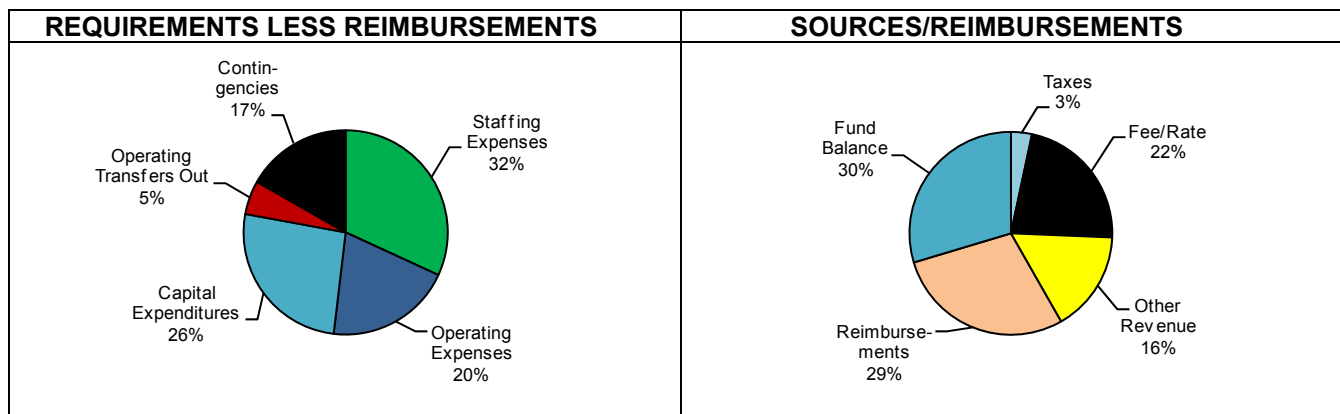 REQUIREMENTS LESS REIMBURSEMENTS
Contin-
gencies
17%
Staffing
Expenses
32%
Operating
Transfers Out
5%
Capital
Expenditures
26%
Operating
Expenses
20%
SOURCES/REIMBURSEMENTS
Taxes
3%
Fund
Balance
30%
Fee/Rate
22%
Other
Revenue
16%
Reimburse-
ments
29%